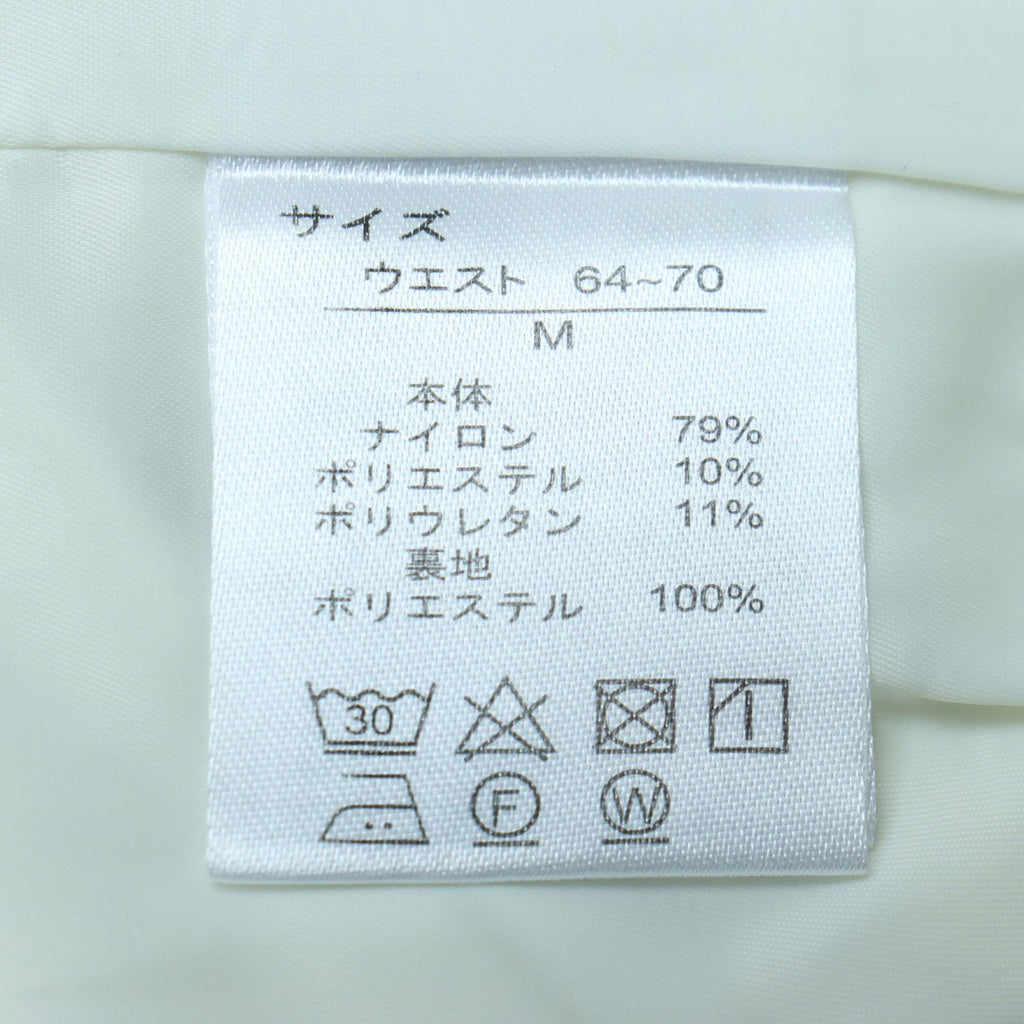 サイズ
ウエスト 64~70
M
本体
ナイロン 79%
ポリエステル 10%
ポリウレタン 11%
裏地
ポリエステル 100%
30
F W